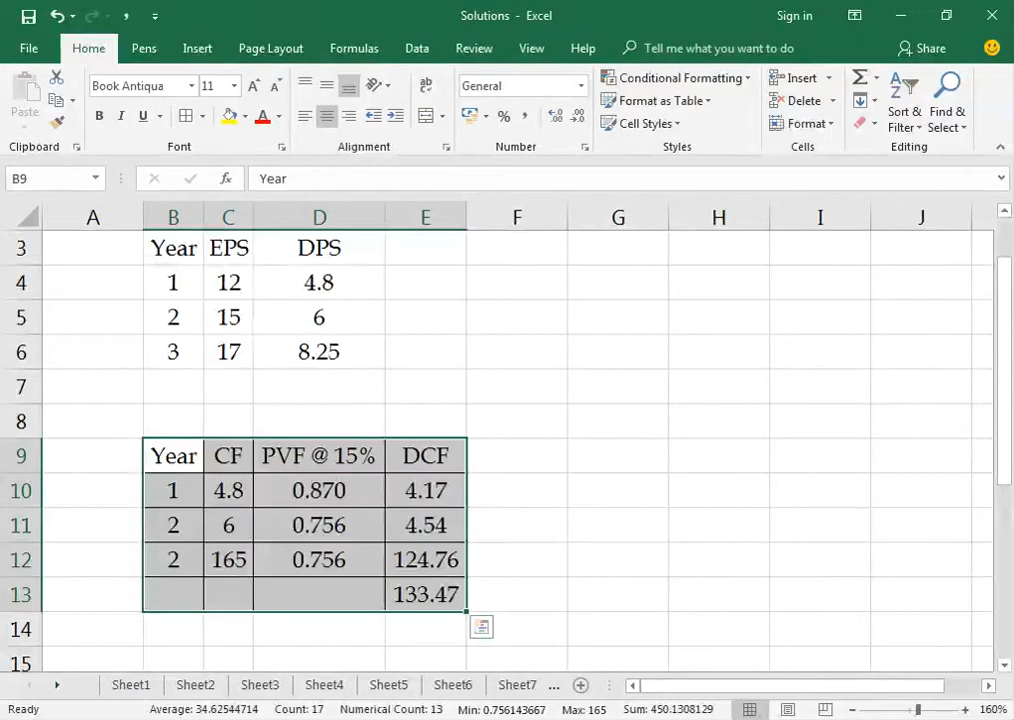 Solutions - Excel
Sign in
File Home Pens Insert Page Layout Formulas Data Review View Help Tell me what you want to do Share
Paste
Book Antiqua 11
General
Conditional Formatting
Format as Table
Cell Styles
Insert
Delete
Format
Sort & Filter
Find & Select
Clipboard Font Alignment Number Styles Cells Editing
B9 fx Year
A B C D E F G H I J
3 Year EPS DPS
4 1 12 4.8
5 2 15 6
6 3 17 8.25
7
8
9 Year CF PVF @ 15% DCF
10 1 4.8 0.870 4.17
11 2 6 0.756 4.54
12 2 165 0.756 124.76
13 133.47
14
15
Sheet1 Sheet2 Sheet3 Sheet4 Sheet5 Sheet6 Sheet7 ...
Ready Average: 34.62544714 Count: 17 Numerical Count: 13 Min: 0.756143667 Max: 165 Sum: 450.1308129 160%